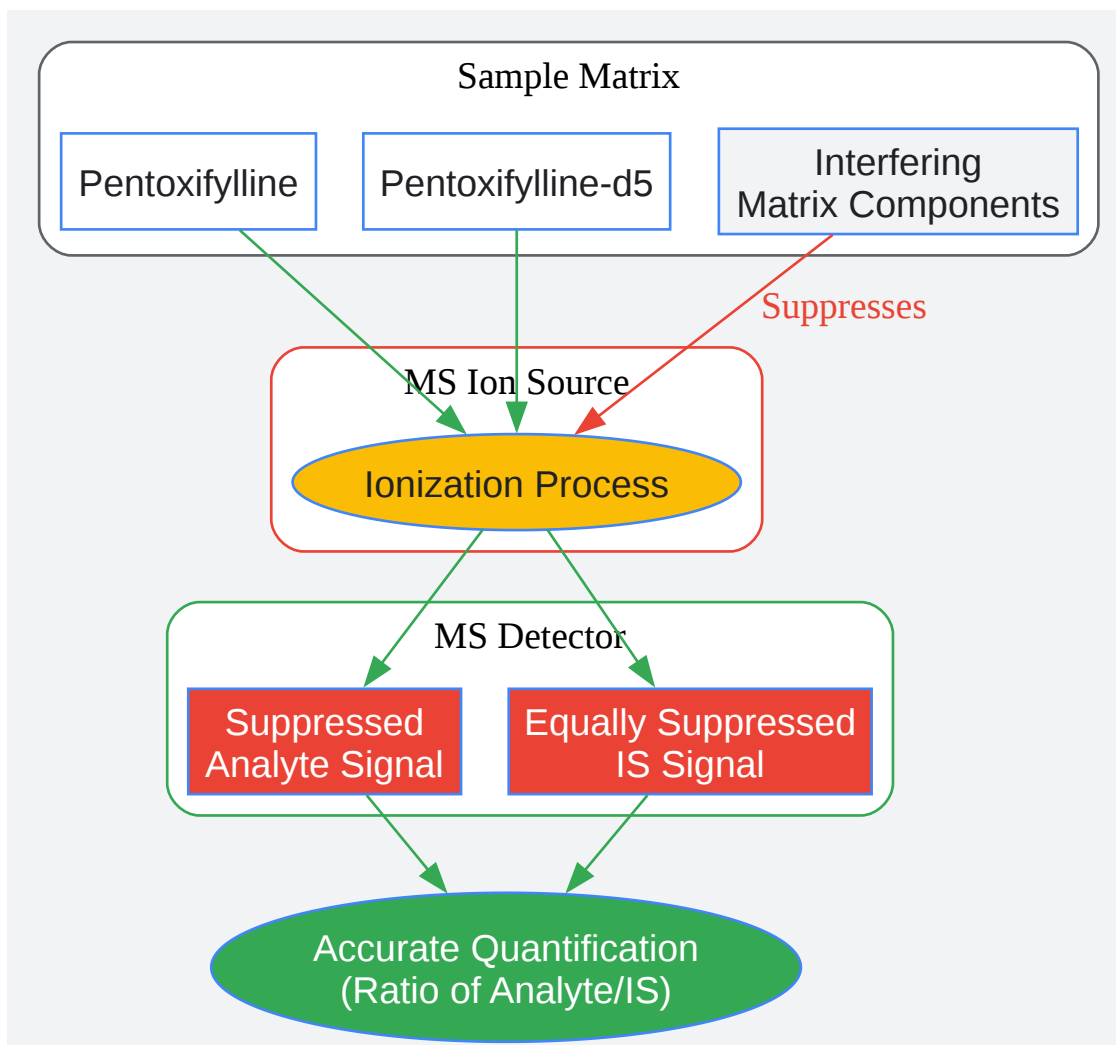 Sample Matrix
Pentoxifylline
Pentoxifylline-d5
Interfering
Matrix Components
Suppresses
MS Ion Source
Ionization Process
MS Detector
Suppressed
Analyte Signal
Equally Suppressed
IS Signal
Accurate Quantification
(Ratio of Analyte/IS)